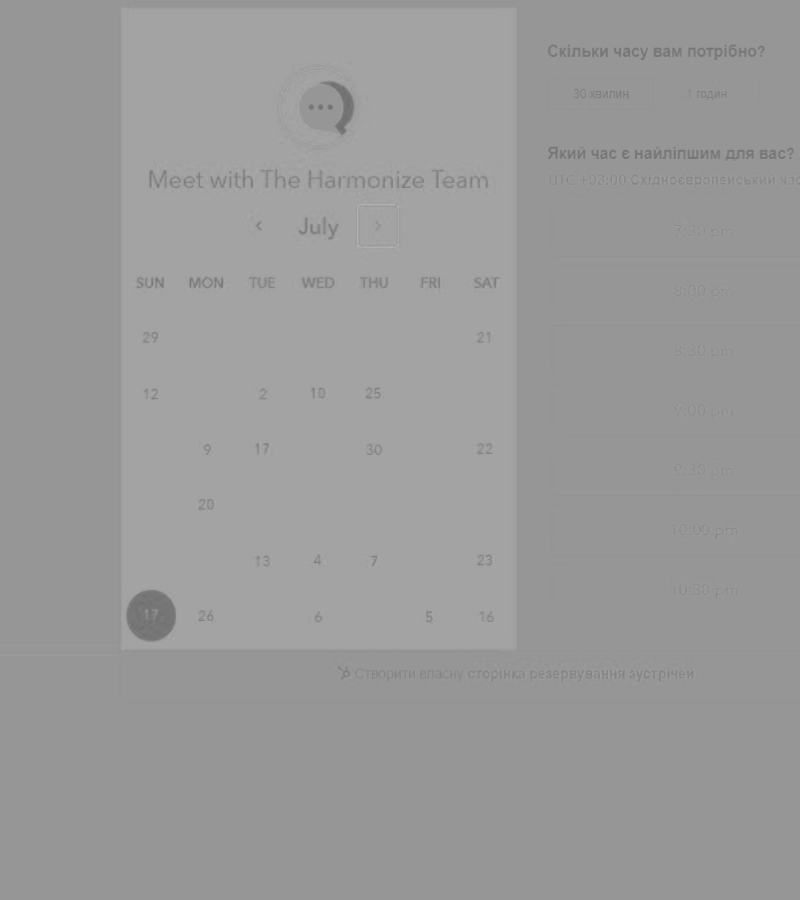 Meet with The Harmonize Team
July
SUN MON TUE WED THU FRI SAT
29 21
12 2 10 25
9 17 30 22
20
13 4 7 23
17 26 6 5 16
Скільки часу вам потрібно?
30 хвилин 1 годин
Який час є найліпшим для вас?
UTC +03:00 Східноєвропейський час
7:30 pm
8:00 pm
8:30 pm
9:00 pm
9:30 pm
10:00 pm
10:30 pm
Створити власну сторінка резервування зустрічей